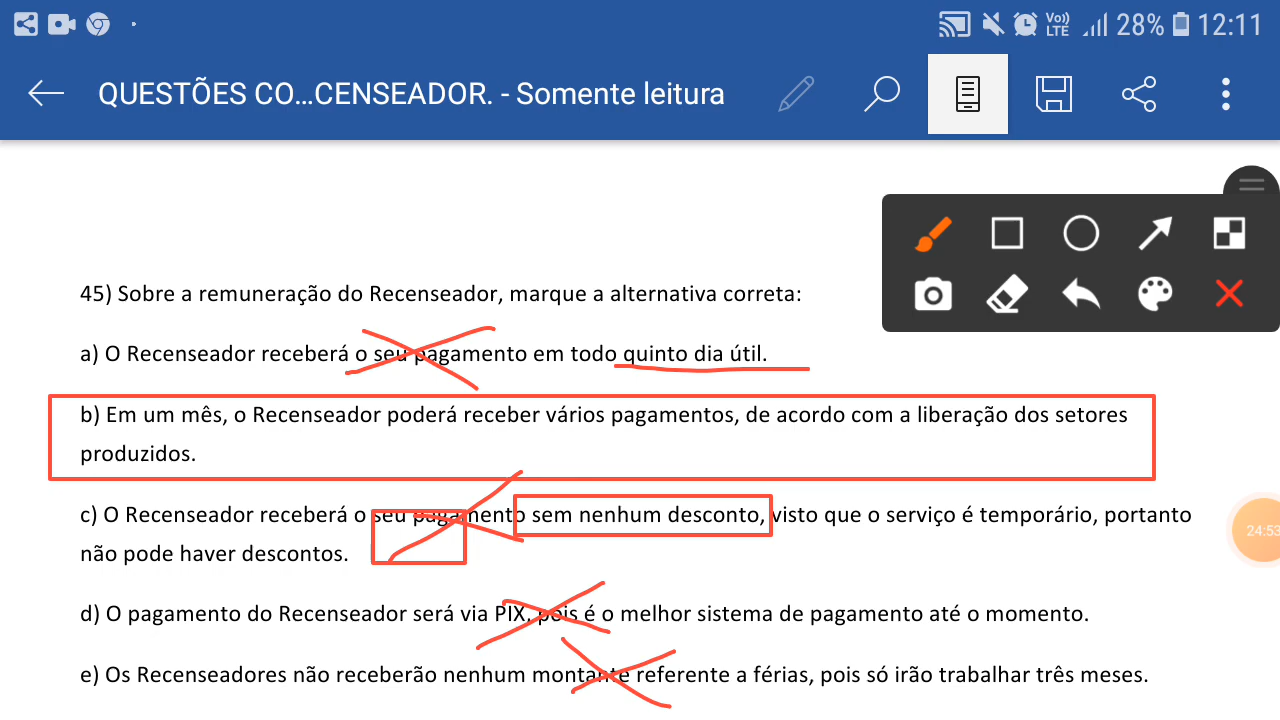 Vo)) LTE 28% 12:11
QUESTÕES CO...CENSEADOR. - Somente leitura
45) Sobre a remuneração do Recenseador, marque a alternativa correta:
a) O Recenseador receberá o seu pagamento em todo quinto dia útil.
b) Em um mês, o Recenseador poderá receber vários pagamentos, de acordo com a liberação dos setores
produzidos.
c) O Recenseador receberá o seu pagamento sem nenhum desconto, visto que o serviço é temporário, portanto
24:53
não pode haver descontos.
d) O pagamento do Recenseador será via PIX, pois é o melhor sistema de pagamento até o momento.
e) Os Recenseadores não receberão nenhum montante referente a férias, pois só irão trabalhar três meses.